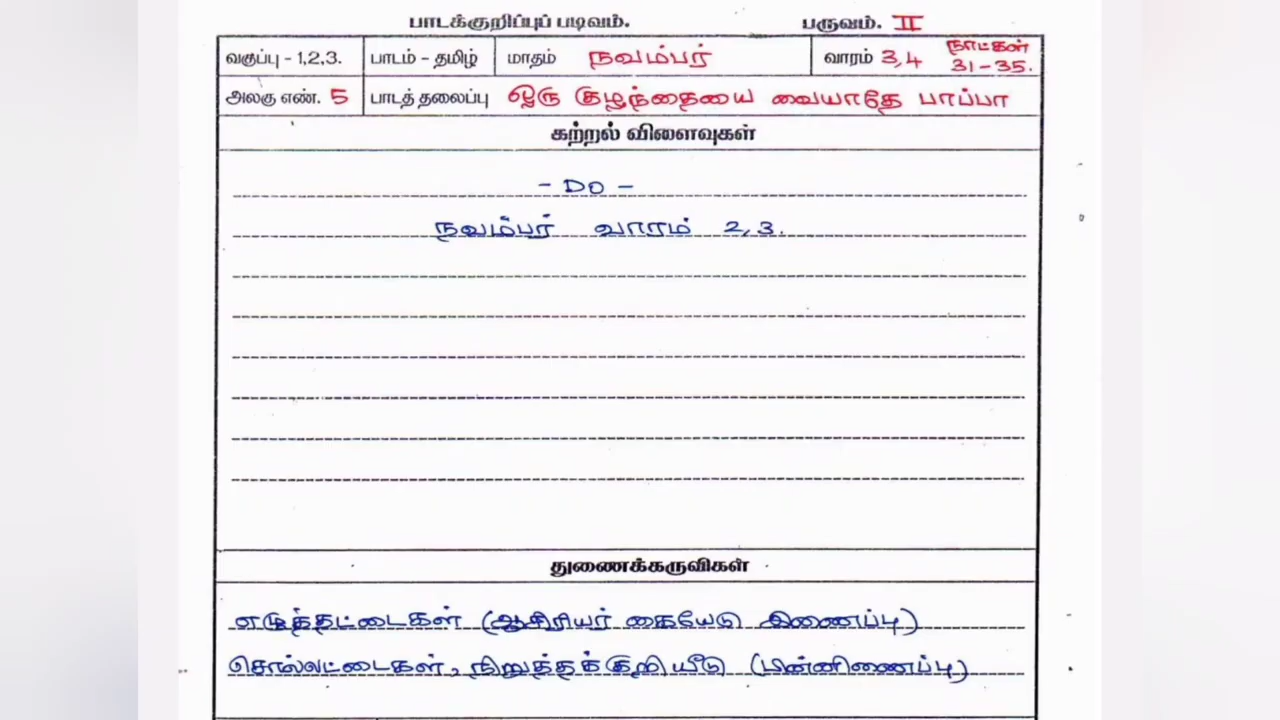 பாடக்குறிப்புப் படிவம். பருவம். II
வகுப்பு - 1,2,3. பாடம் - தமிழ் மாதம் நவம்பர் வாரம் 3,4 நாட்கள் 31-35.
அலகு எண். 5 பாடத் தலைப்பு ஒரு குழந்தையை வையாதே பாப்பா
கற்றல் விளைவுகள்
- DO -
நவம்பர் வாரம் 2,3.
துணைக்கருவிகள்
எழுத்தட்டைகள் (ஆசிரியர் கையேடு இணைப்பு)
சொல்லட்டைகள், நிறுத்தக்குறியீடு (பின்னிணைப்பு)